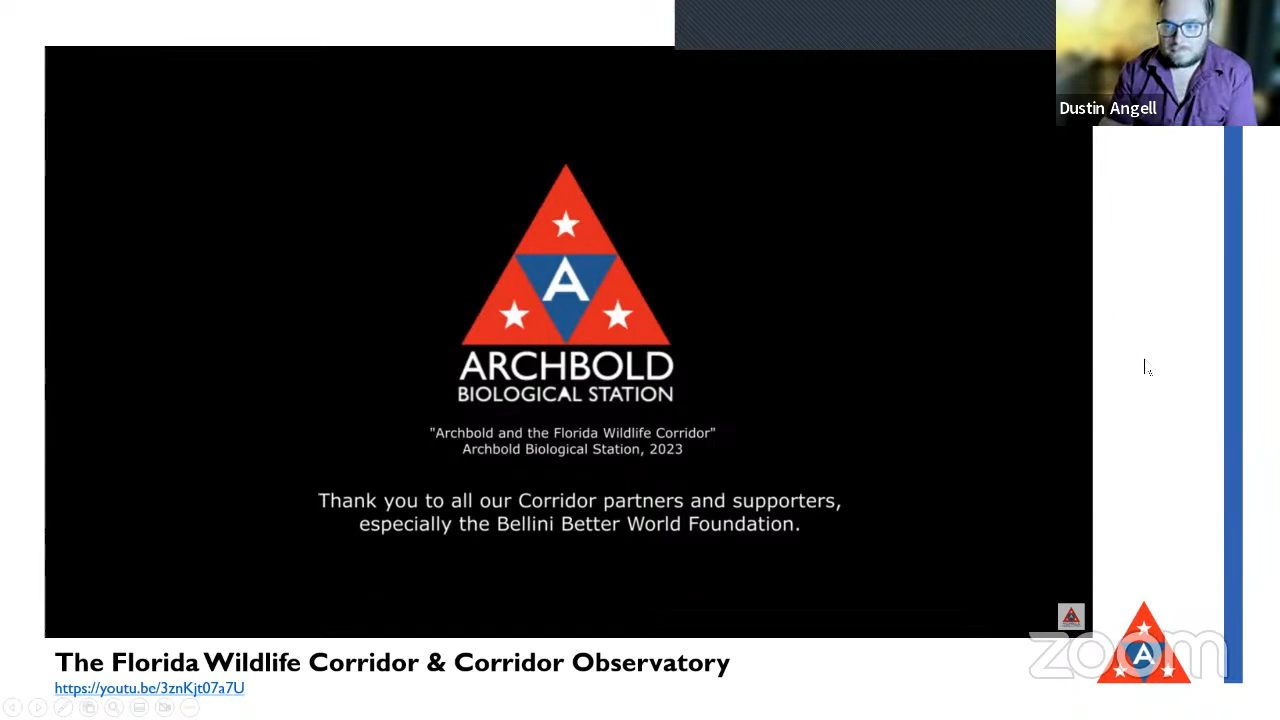 Dustin Angell
A
ARCHBOLD
BIOLOGICAL STATION
"Archbold and the Florida Wildlife Corridor"
Archbold Biological Station, 2023
Thank you to all our Corridor partners and supporters,
especially the Bellini Better World Foundation.
The Florida Wildlife Corridor & Corridor Observatory
https://youtu.be/3znKjt07a7U
zoom
A